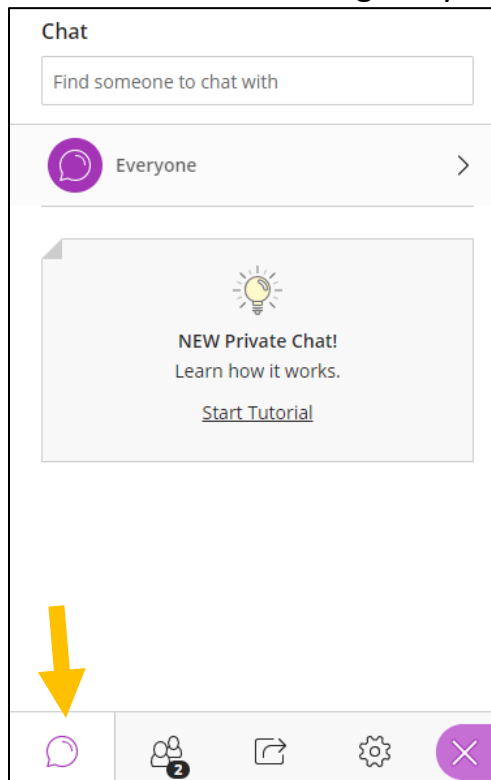 Chat
Find someone to chat with
Everyone
NEW Private Chat!
Learn how it works.
Start Tutorial
2